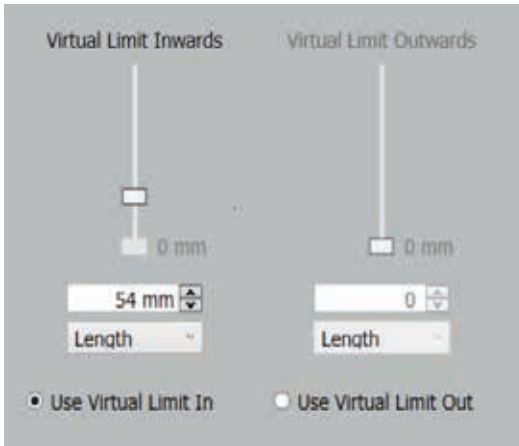 Virtual Limit Inwards
Virtual Limit Outwards
0 mm
0 mm
54 mm
0
Length
Length
Use Virtual Limit In
Use Virtual Limit Out